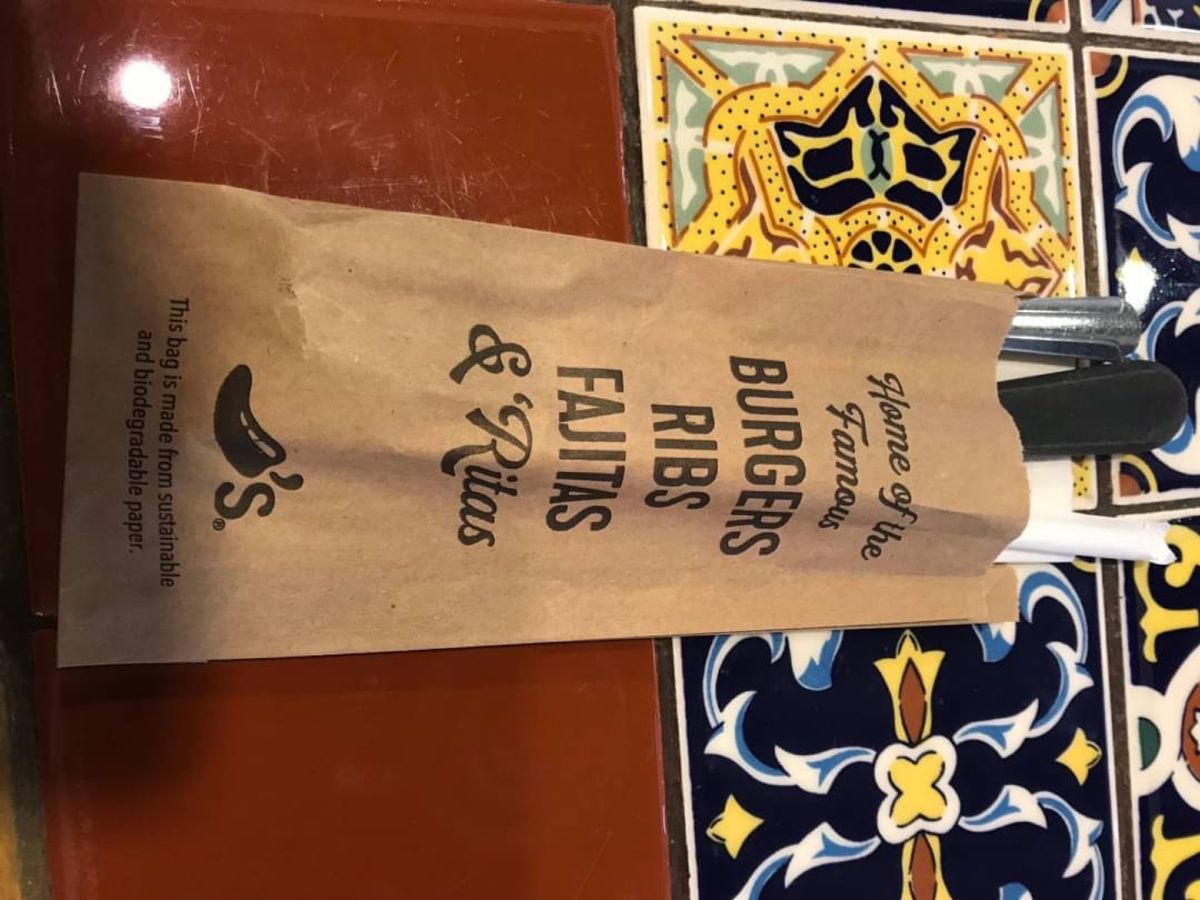 Home of the
Famous
BURGERS
RIBS
FAJITAS
& 'Ritas
's®
This bag is made from sustainable
and biodegradable paper.